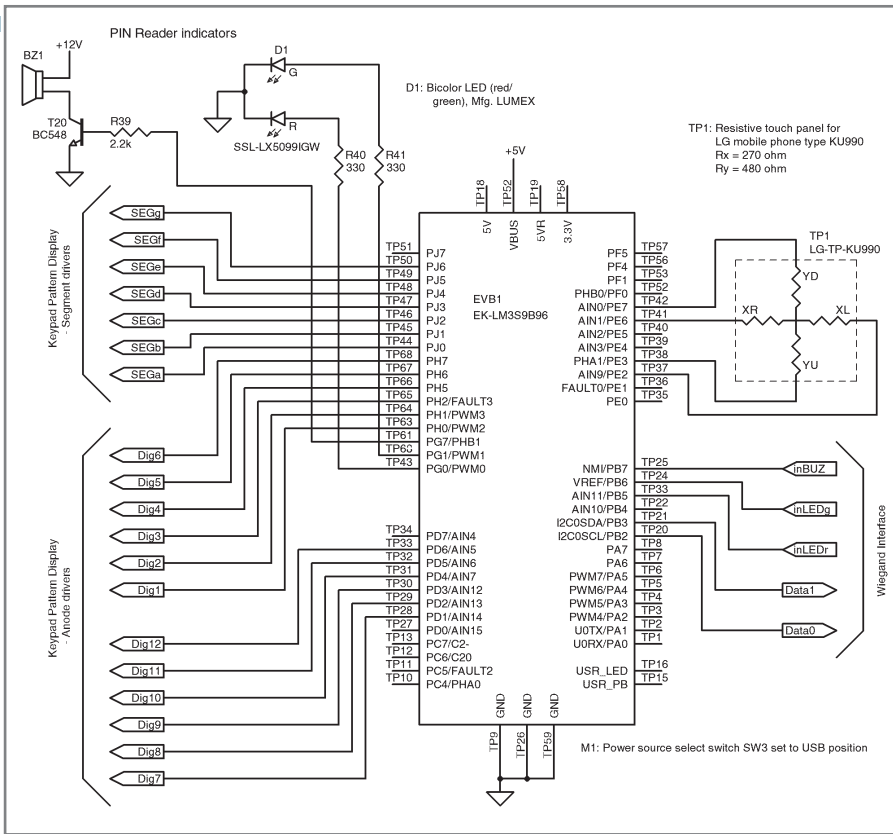 PIN Reader indicators
+12V
BZ1
T20
BC548
R39
2.2k
D1
G
R
SSL-LX5099IGW
R40
330
R41
330
D1: Bicolor LED (red/
green), Mfg. LUMEX
TP1: Resistive touch panel for
LG mobile phone type KU990
Rx = 270 ohm
Ry = 480 ohm
+5V
TP18
TP52
TP19
TP58
5V
VBUS
5VR
3.3V
EVB1
EK-LM3S9B96
Keypad Pattern Display
- Segment drivers
SEGg
SEGf
SEGe
SEGd
SEGc
SEGb
SEGa
Keypad Pattern Display
- Anode drivers
Dig6
Dig5
Dig4
Dig3
Dig2
Dig1
Dig12
Dig11
Dig10
Dig9
Dig8
Dig7
TP51 PJ7
TP50 PJ6
TP49 PJ5
TP48 PJ4
TP47 PJ3
TP46 PJ2
TP45 PJ1
TP44 PJ0
TP68 PH7
TP67 PH6
TP66 PH5
TP65 PH2/FAULT3
TP64 PH1/PWM3
TP63 PH0/PWM2
TP61 PG7/PHB1
TP60 PG1/PWM1
TP43 PG0/PWM0
TP34 PD7/AIN4
TP33 PD6/AIN5
TP32 PD5/AIN6
TP31 PD4/AIN7
TP30 PD3/AIN12
TP29 PD2/AIN13
TP28 PD1/AIN14
TP27 PD0/AIN15
TP13 PC7/C2-
TP12 PC6/C20
TP11 PC5/FAULT2
TP10 PC4/PHA0
PF5 TP57
PF4 TP56
PF1 TP53
PHB0/PF0 TP52
AIN0/PE7 TP42
AIN1/PE6 TP41
AIN2/PE5 TP40
AIN3/PE4 TP39
PHA1/PE3 TP38
AIN9/PE2 TP37
FAULT0/PE1 TP36
PE0 TP35
NMI/PB7 TP25
VREF/PB6 TP24
AIN11/PB5 TP33
AIN10/PB4 TP22
I2C0SDA/PB3 TP21
I2C0SCL/PB2 TP20
PA7 TP8
PA6 TP7
PWM7/PA5 TP6
PWM6/PA4 TP5
PWM5/PA3 TP4
PWM4/PA2 TP3
U0TX/PA1 TP2
U0RX/PA0 TP1
USR_LED TP16
USR_PB TP15
GND
GND
GND
TP9
TP26
TP59
TP1
LG-TP-KU990
YD
XR
XL
YU
inBUZ
inLEDg
inLEDr
Data1
Data0
Wiegand Interface
M1: Power source select switch SW3 set to USB position